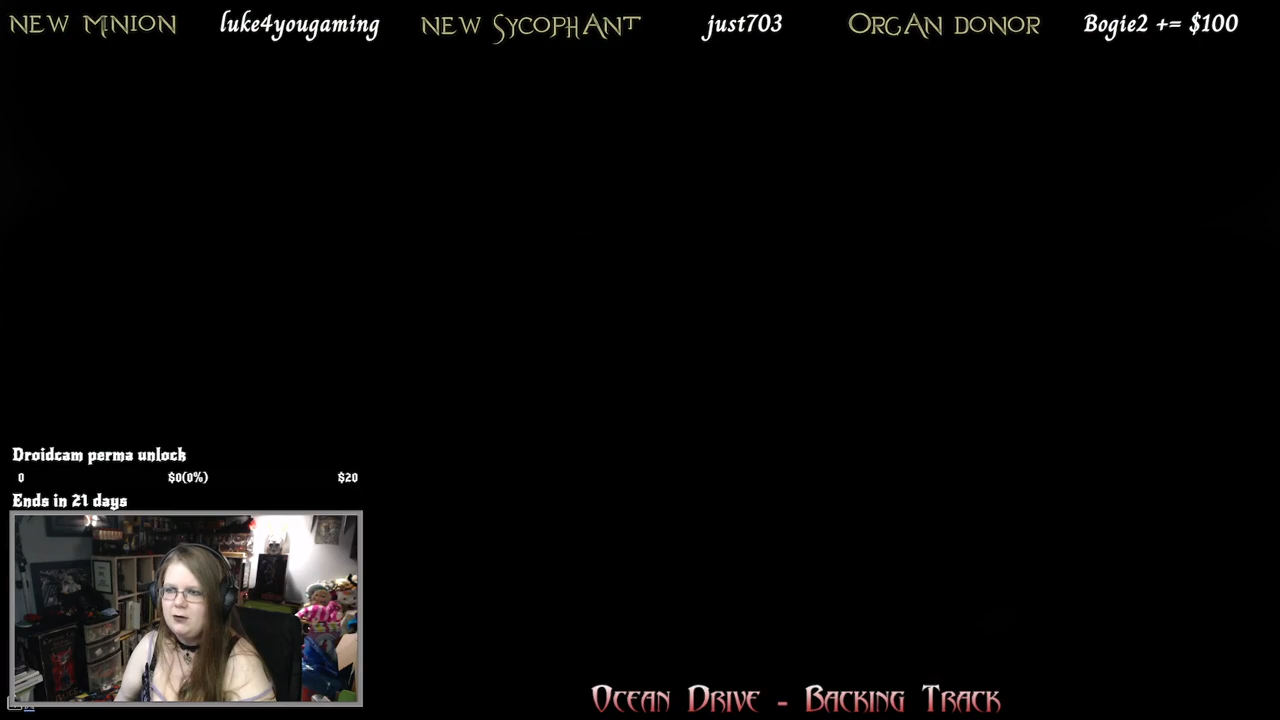 NEW MINION luke4yougaming NEW SYCOPHANT just703 ORGAN DONOR Bogie2 += $100
Droidcam perma unlock
0 $0(0%) $20
Ends in 21 days
OCEAN DRIVE - BACKING TRACK